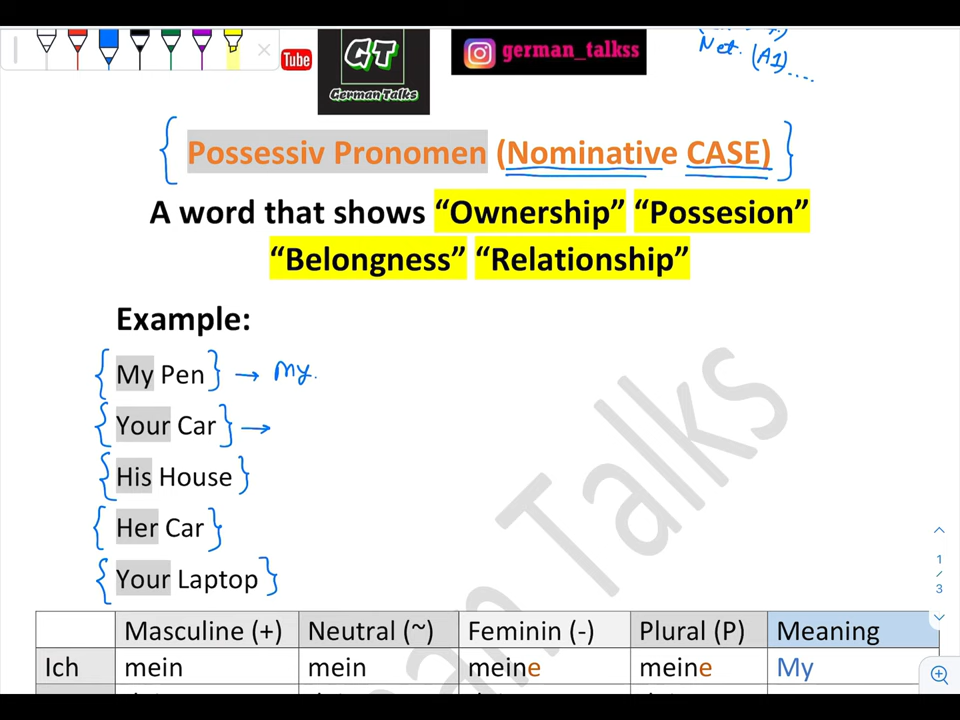 Tube
GT
GermanTalks
german_talkss
Net. (A1)....
Possessiv Pronomen (Nominative CASE)
A word that shows “Ownership” “Possesion”
“Belongness” “Relationship”
Example:
My Pen → My.
Your Car →
His House
Her Car
Your Laptop
Talks
1
/
3
Masculine (+) Neutral (~) Feminin (-) Plural (P) Meaning
Ich mein mein meine meine My